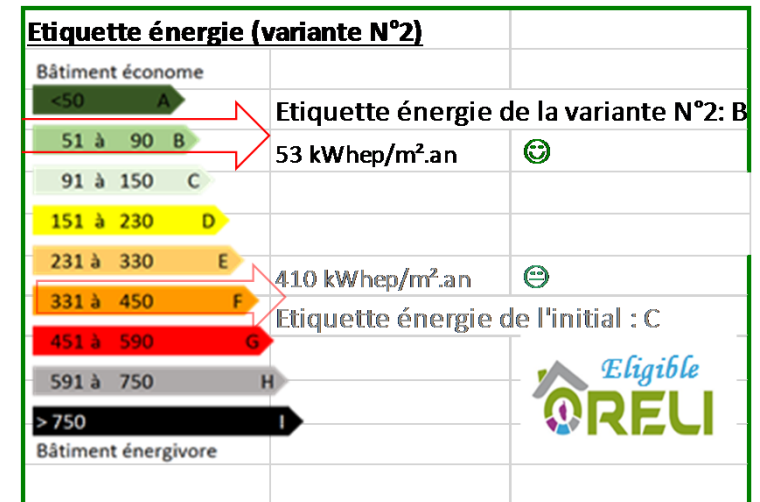 Etiquette énergie (variante N°2)
Bâtiment économe
<50 A
Etiquette énergie de la variante N°2: B
51 à 90 B
53 kWhep/m².an
91 à 150 C
151 à 230 D
231 à 330 E
410 kWhep/m².an
331 à 450 F
Etiquette énergie de l'initial : C
451 à 590 G
591 à 750 H
Eligible
ORELI
> 750 I
Bâtiment énergivore